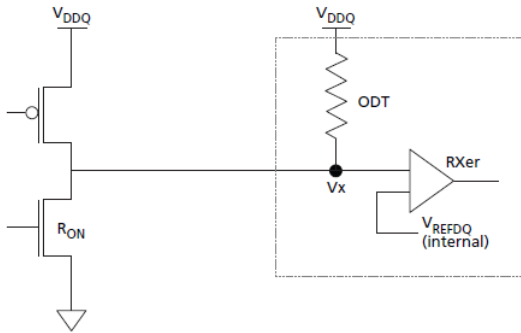 VDDQ
VDDQ
ODT
RXer
Vx
RON
VREFDQ
(internal)